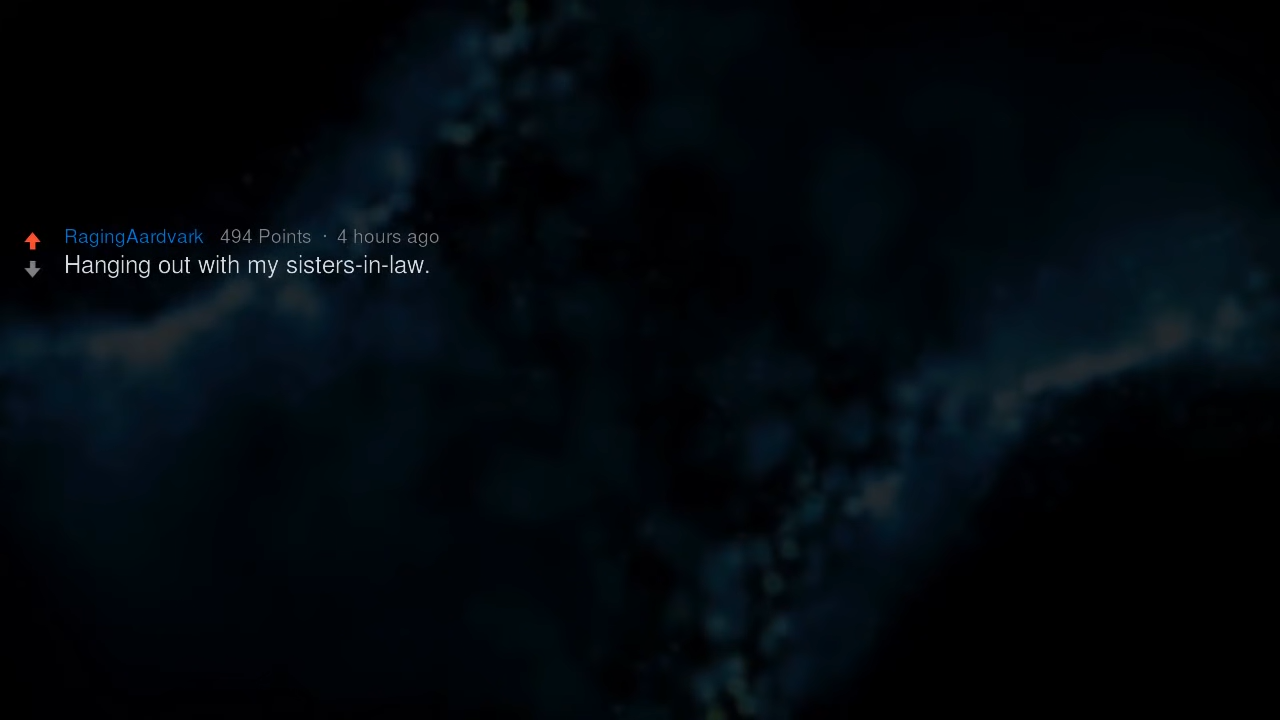 RagingAardvark 494 Points · 4 hours ago
Hanging out with my sisters-in-law.